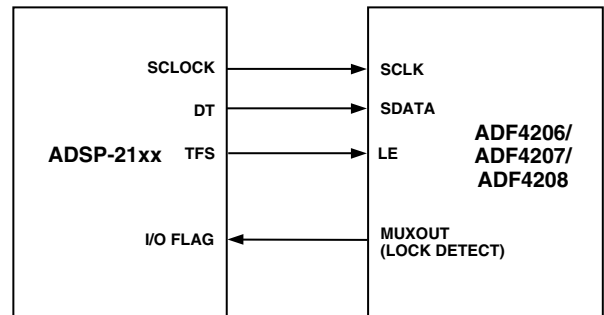 SCLOCK
DT
TFS
I/O FLAG
ADSP-21xx
SCLK
SDATA
LE
MUXOUT
(LOCK DETECT)
ADF4206/
ADF4207/
ADF4208